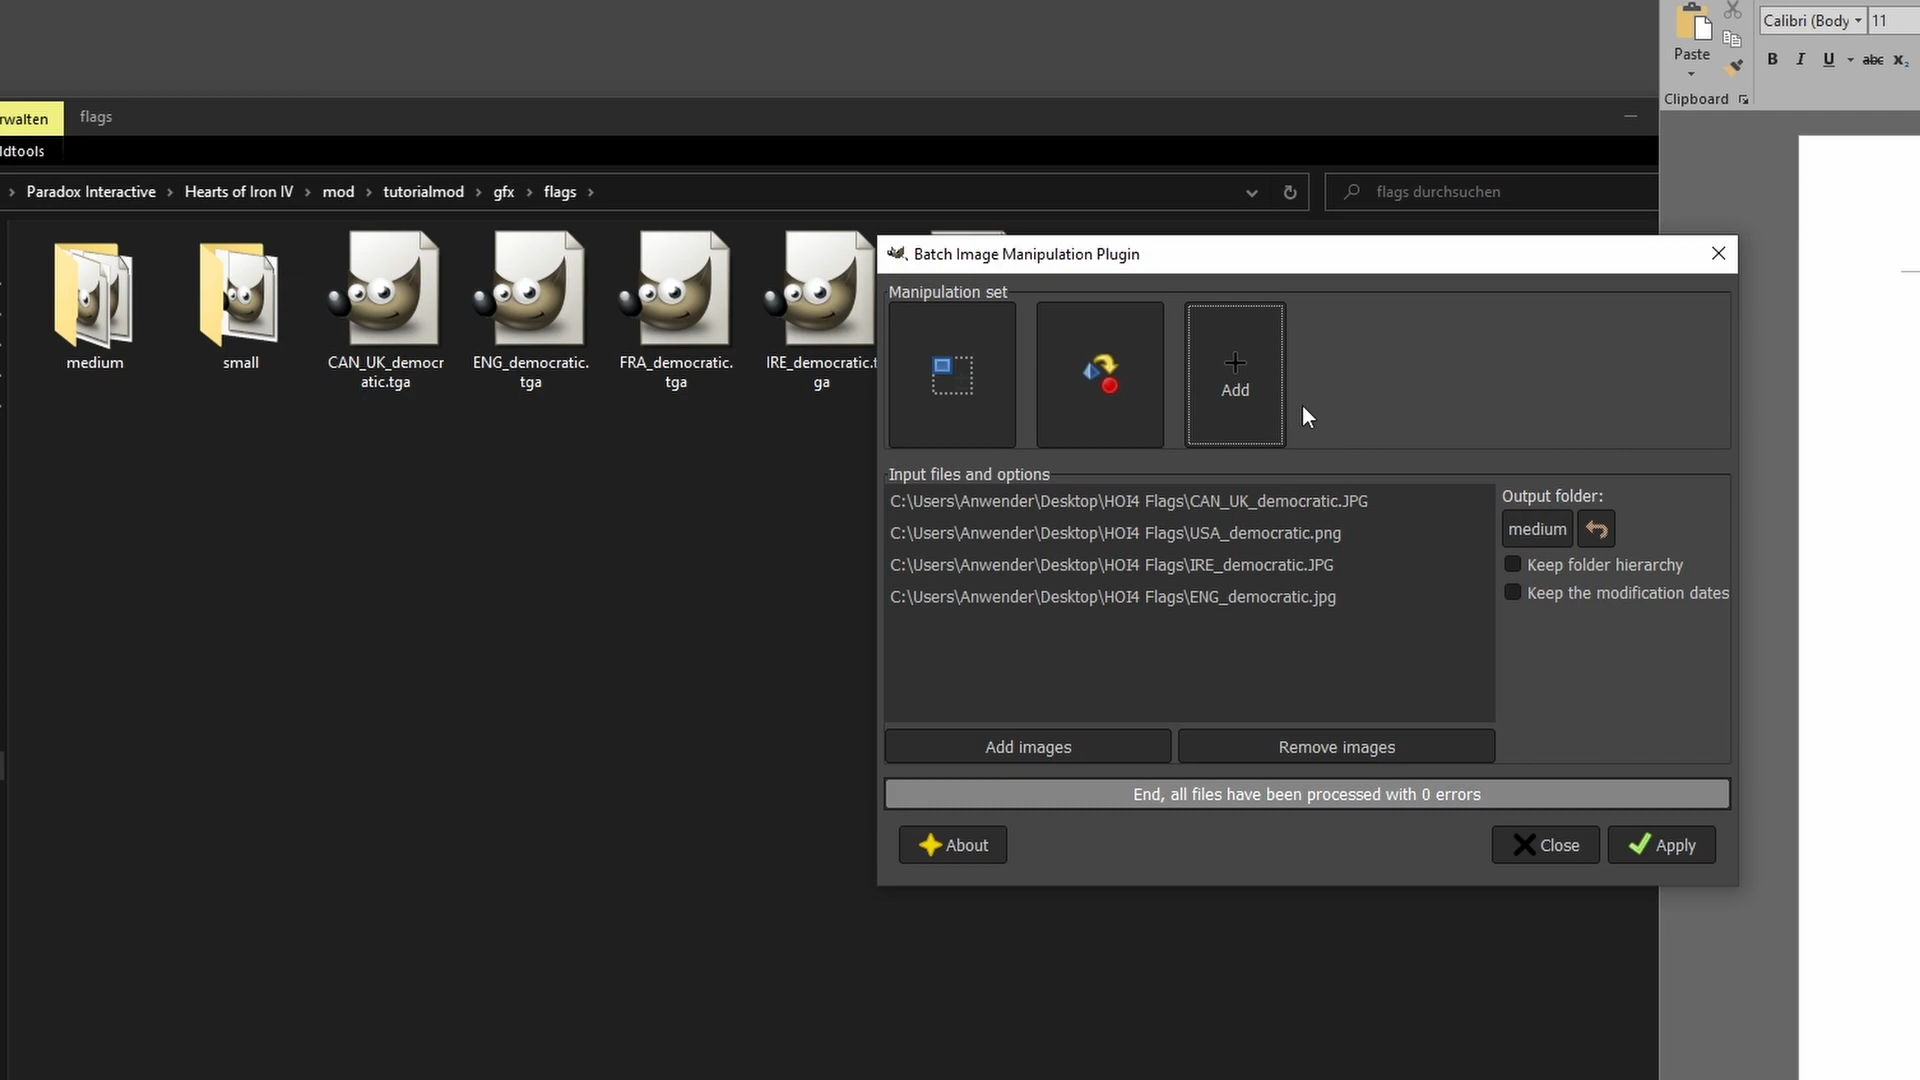 Calibri (Body
11
Paste
B I U abc x₂
Clipboard
rwalten
flags
ldtools
Paradox Interactive > Hearts of Iron IV > mod > tutorialmod > gfx > flags >
flags durchsuchen
medium
small
CAN_UK_democr
atic.tga
ENG_democratic.
tga
FRA_democratic.
tga
IRE_democratic.t
ga
Batch Image Manipulation Plugin
Manipulation set
Add
Input files and options
C:\Users\Anwender\Desktop\HOI4 Flags\CAN_UK_democratic.JPG
C:\Users\Anwender\Desktop\HOI4 Flags\USA_democratic.png
C:\Users\Anwender\Desktop\HOI4 Flags\IRE_democratic.JPG
C:\Users\Anwender\Desktop\HOI4 Flags\ENG_democratic.jpg
Output folder:
medium
Keep folder hierarchy
Keep the modification dates
Add images
Remove images
End, all files have been processed with 0 errors
About
Close
Apply